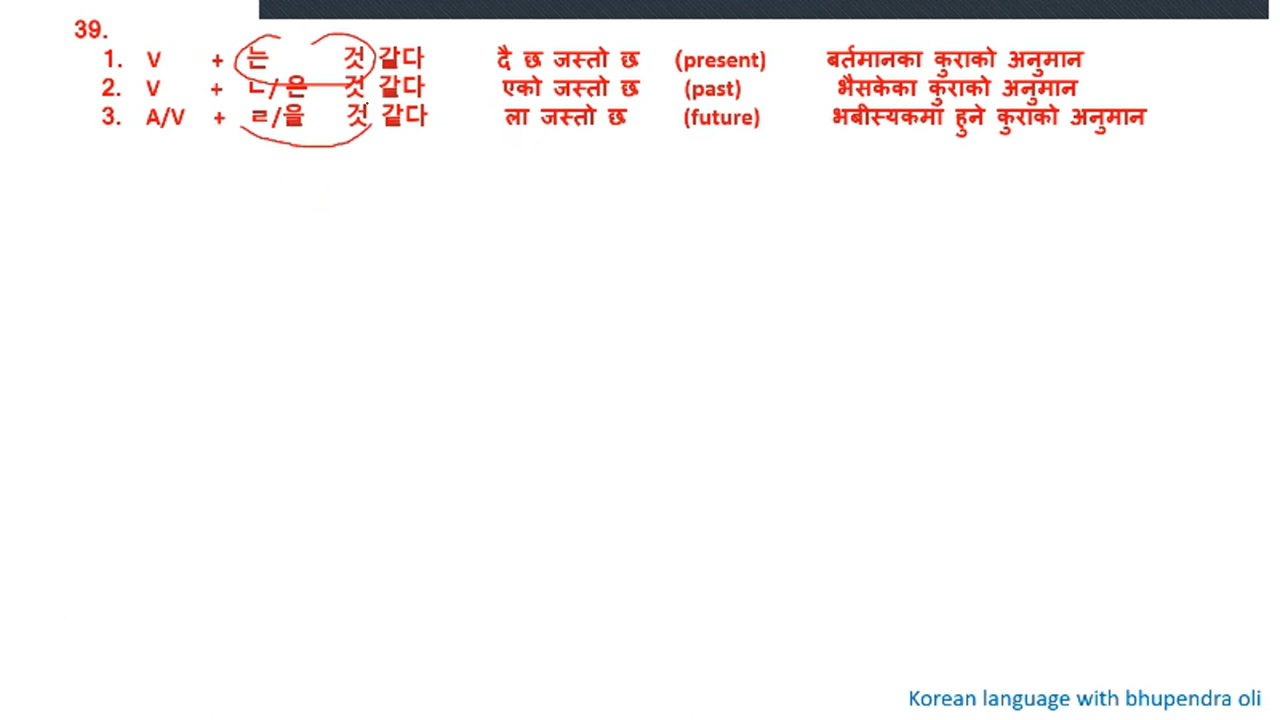 39.
1. V + 는 것 같다 दै छ जस्तो छ (present) बर्तमानका कुराको अनुमान
2. V + ㄴ/은 것 같다 एको जस्तो छ (past) भैसकेका कुराको अनुमान
3. A/V + ㄹ/을 것 같다 ला जस्तो छ (future) भबीस्यकमा हुने कुराको अनुमान
Korean language with bhupendra oli